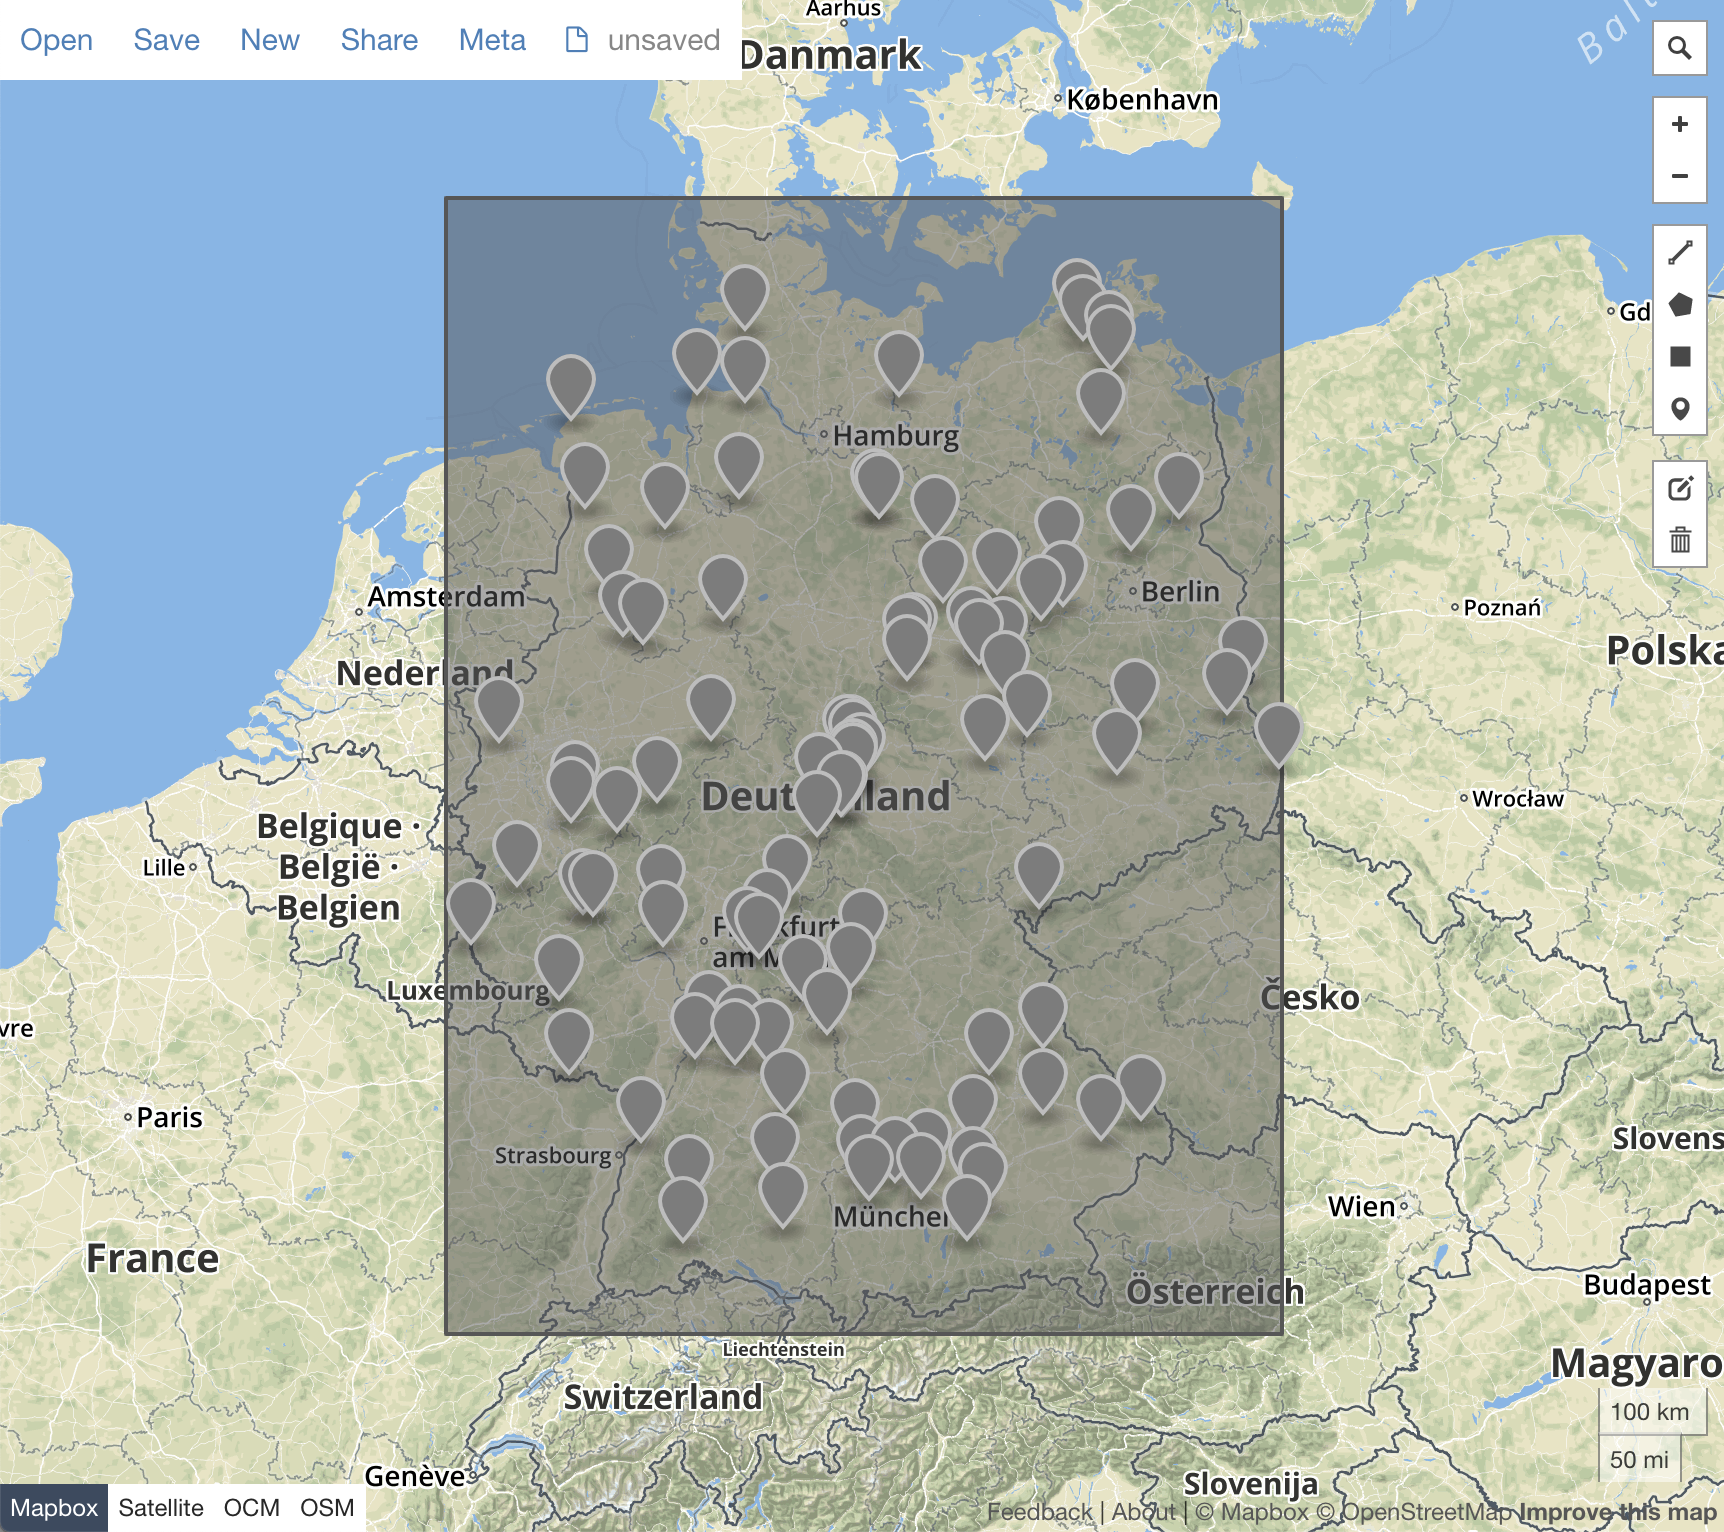 Open Save New Share Meta unsaved
Aarhus
Danmark
København
Balt
Gd
Hamburg
Amsterdam
Berlin
Poznań
Nederland
Polska
Deut land
Wrocław
Belgique ·
België ·
Belgien
Lille
Frankfurt
am M
Luxembourg
Česko
vre
Paris
Slovens
Strasbourg
München
Wien
France
Österreich
Budapest
Liechtenstein
Magyaro
Switzerland
100 km
50 mi
Genève
Slovenija
Mapbox Satellite OCM OSM
Feedback | About | © Mapbox © OpenStreetMap Improve this map